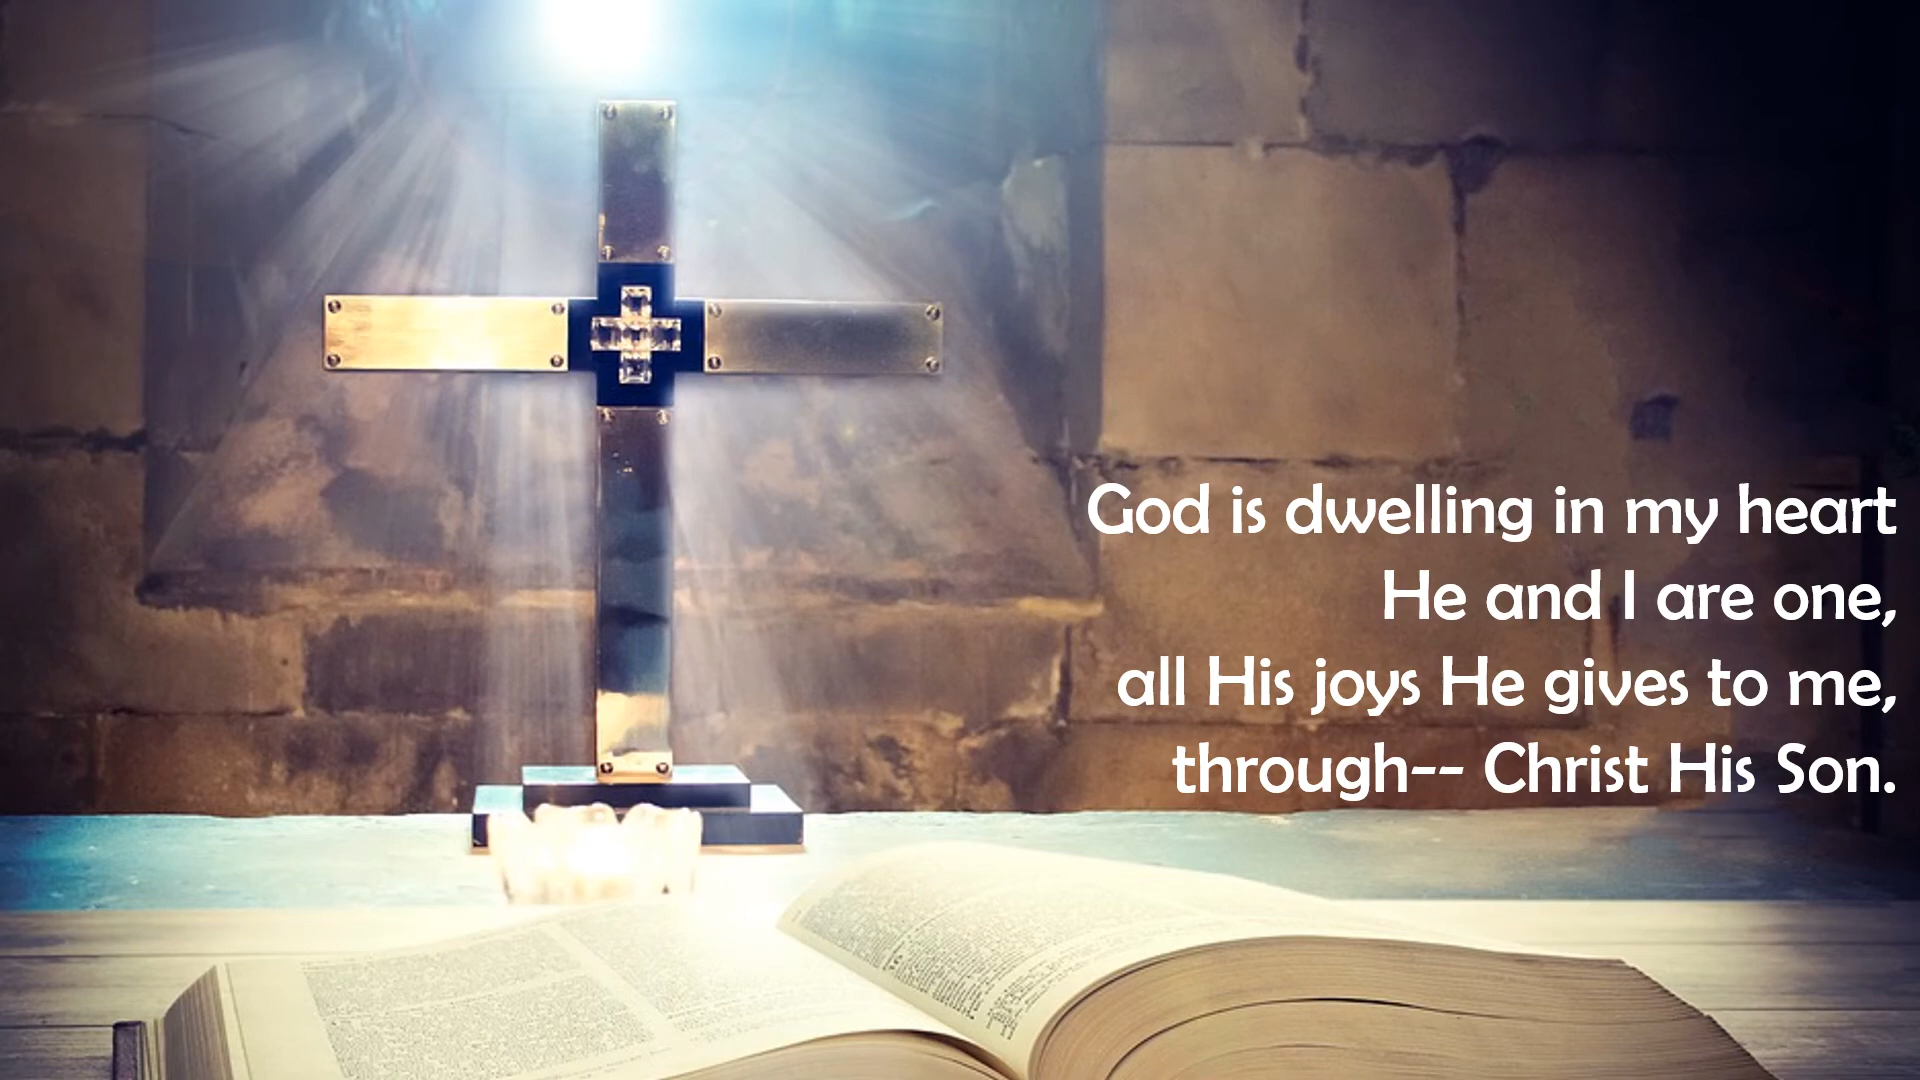 God is dwelling in my heart
He and I are one,
all His joys He gives to me,
through-- Christ His Son.